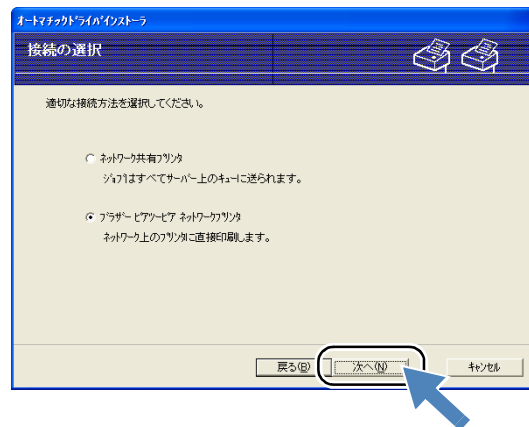 オートマチックドライバインストーラ
接続の選択
適切な接続方法を選択してください。
ネットワーク共有プリンタ
ジョブはすべてサーバー上のキューに送られます。
ブラザー ピアツーピア ネットワークプリンタ
ネットワーク上のプリンタに直接印刷します。
戻る(B) 次へ(N) キャンセル